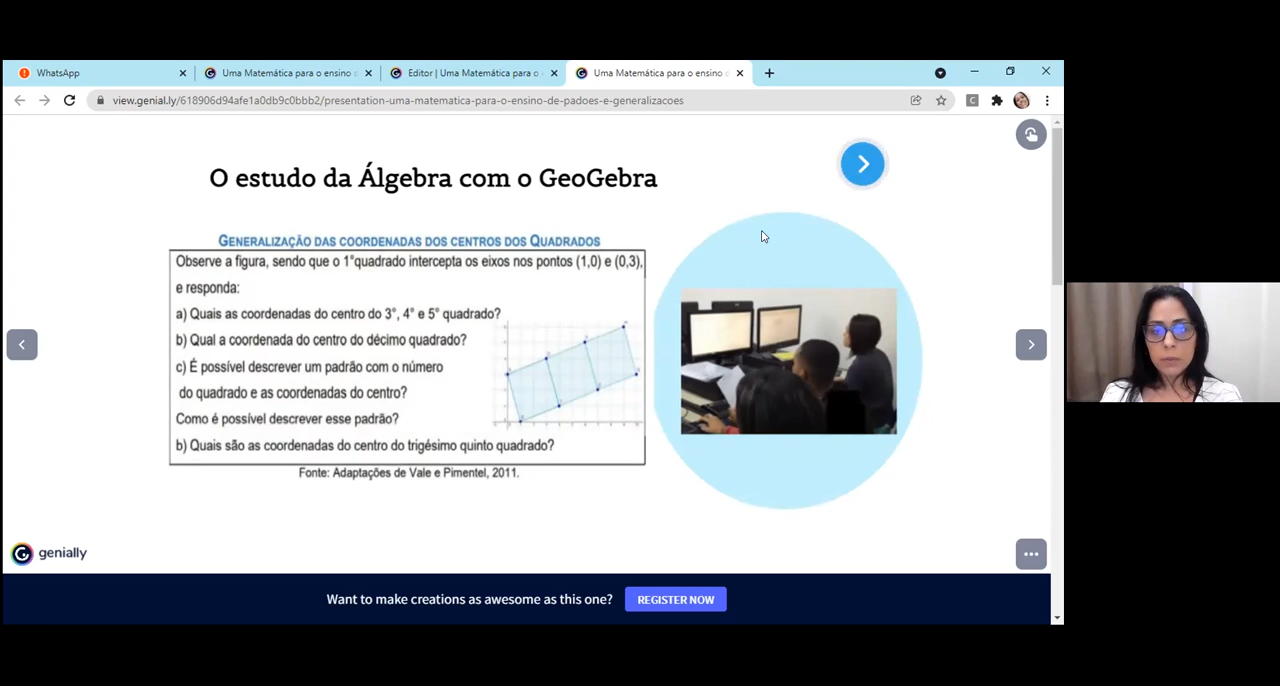 WhatsApp
Uma Matemática para o ensino d
Editor | Uma Matemática para o
Uma Matemática para o ensino d
view.genial.ly/618906d94afe1a0db9c0bbb2/presentation-uma-matematica-para-o-ensino-de-padoes-e-generalizacoes
O estudo da Álgebra com o GeoGebra
GENERALIZAÇÃO DAS COORDENADAS DOS CENTROS DOS QUADRADOS
Observe a figura, sendo que o 1°quadrado intercepta os eixos nos pontos (1,0) e (0,3),
e responda:
a) Quais as coordenadas do centro do 3°, 4° e 5° quadrado?
b) Qual a coordenada do centro do décimo quadrado?
c) É possível descrever um padrão com o número
do quadrado e as coordenadas do centro?
Como é possível descrever esse padrão?
b) Quais são as coordenadas do centro do trigésimo quinto quadrado?
Fonte: Adaptações de Vale e Pimentel, 2011.
genially
Want to make creations as awesome as this one?
REGISTER NOW